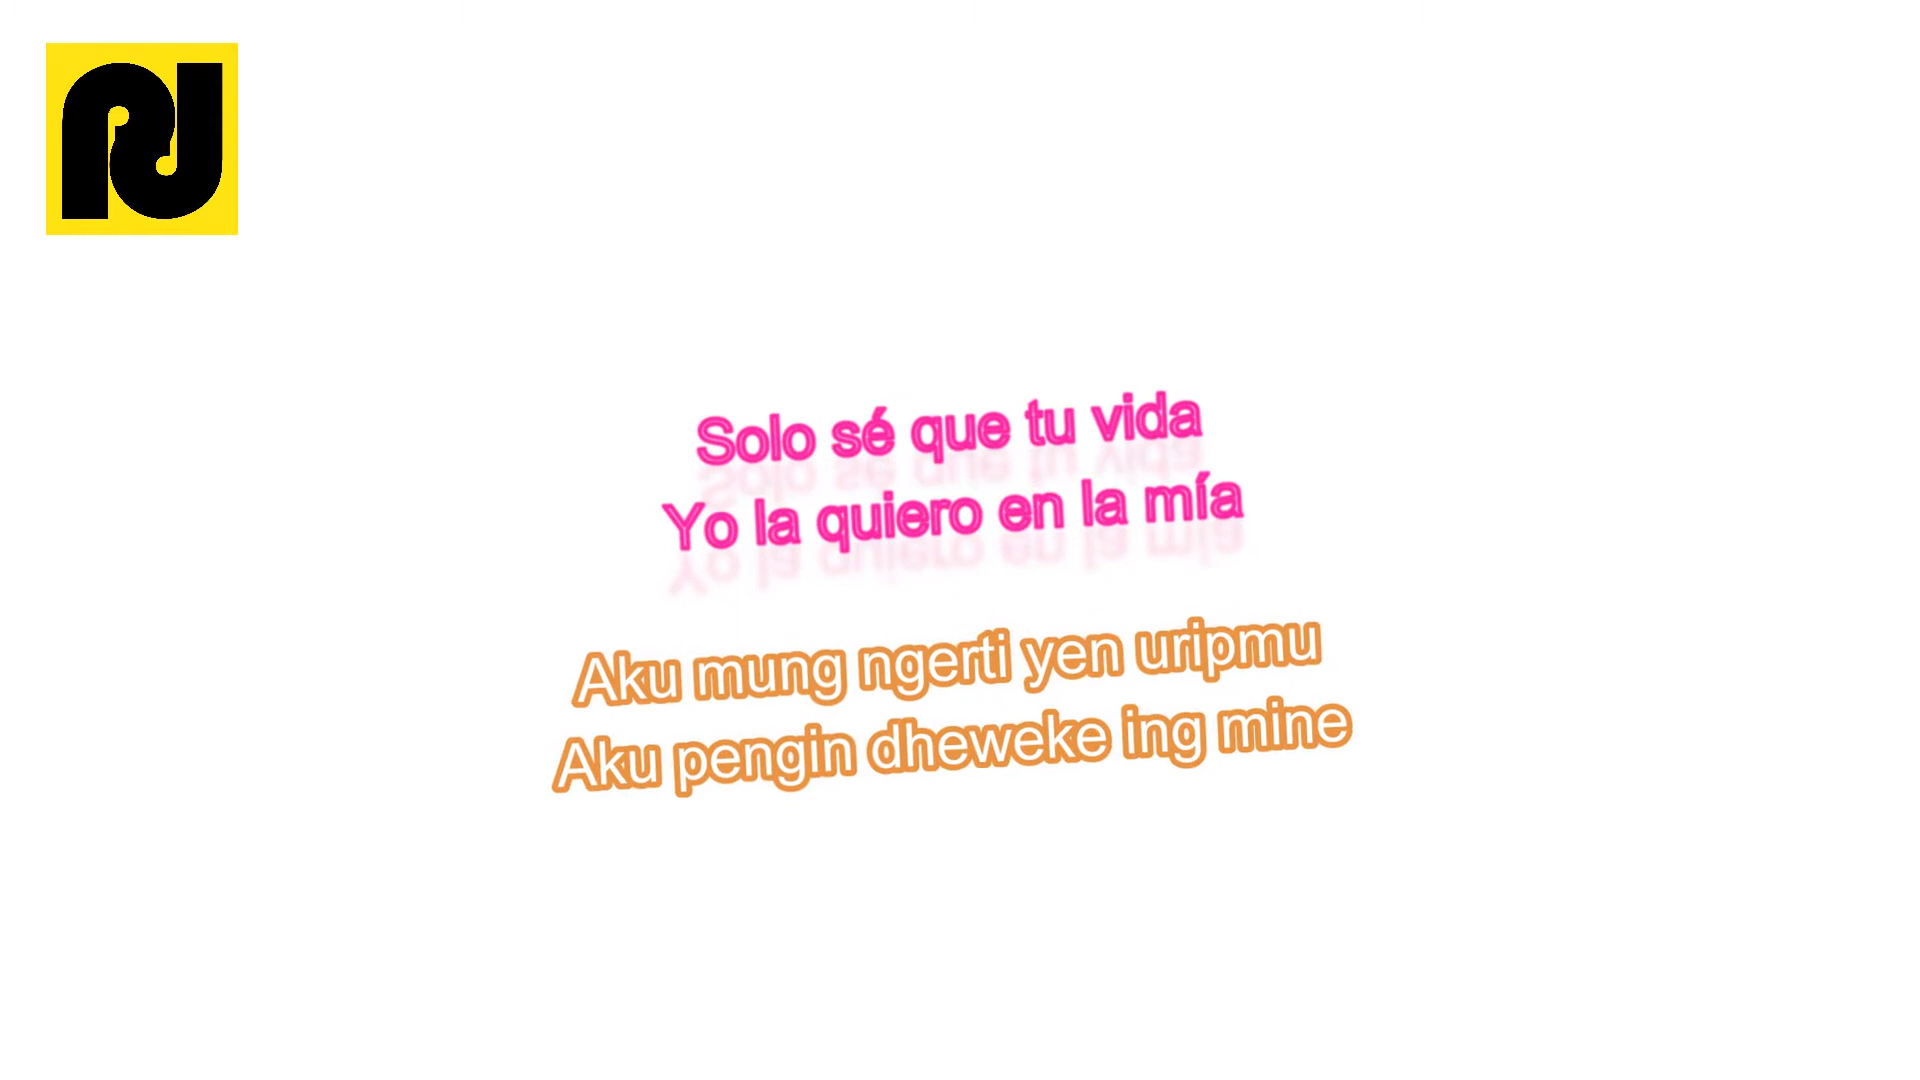 Solo sé que tu vida
Yo la quiero en la mía
Aku mung ngerti yen uripmu
Aku pengin dheweke ing mine